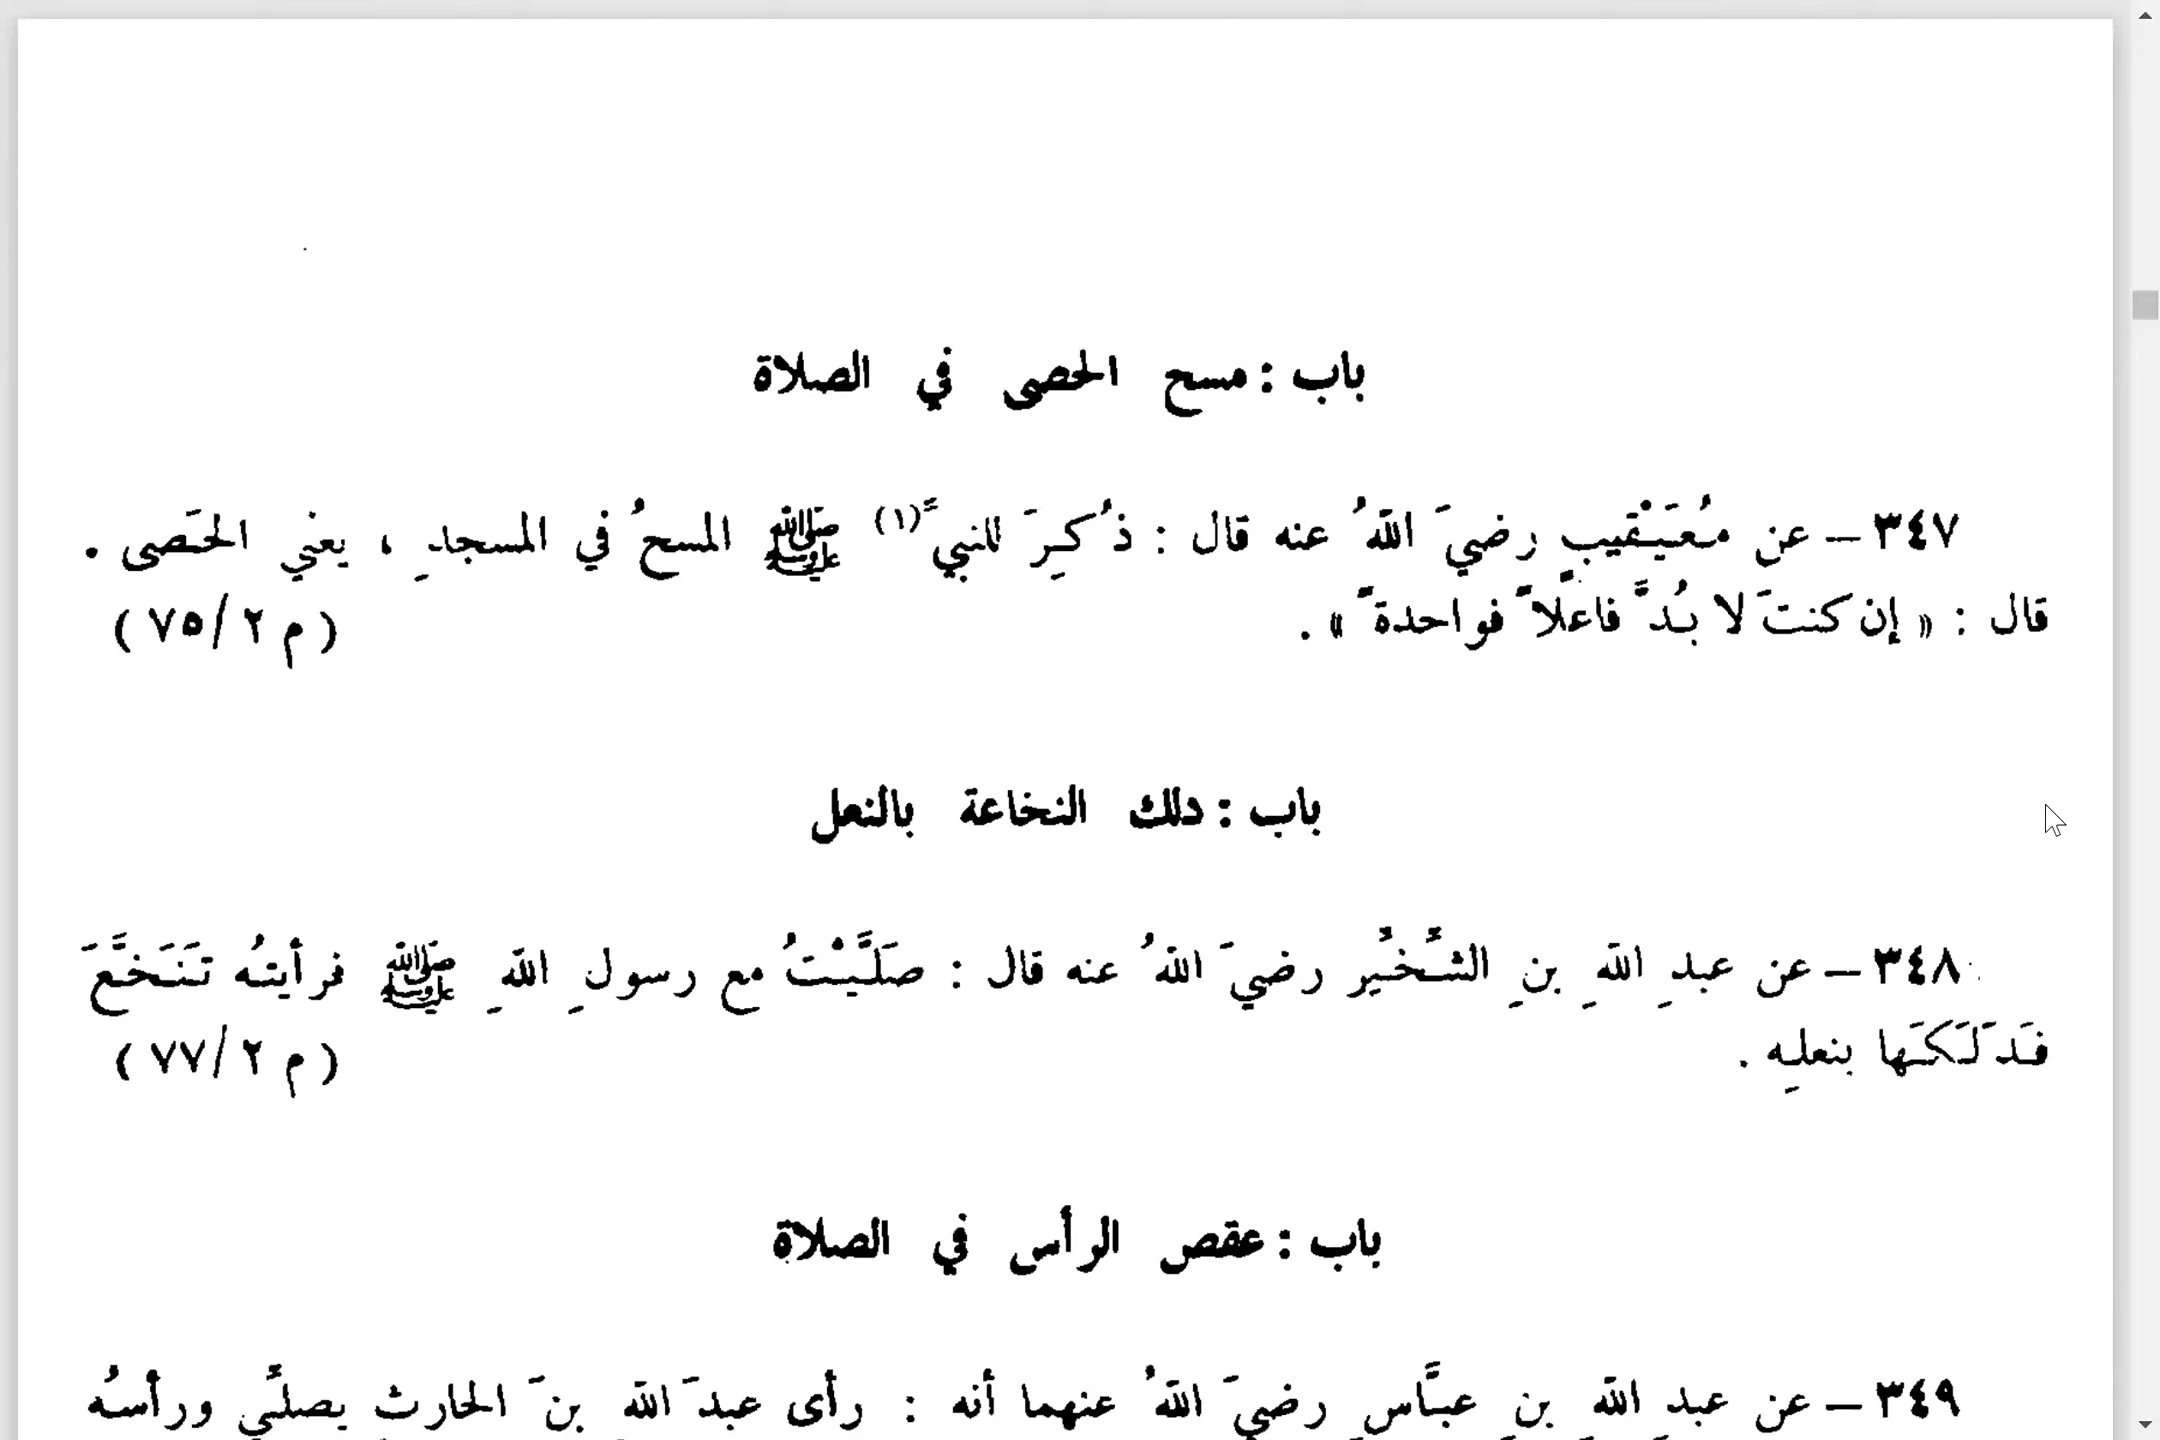 باب : مسح الحصى في الصلاة
٣٤٧ – عن مُعَيْقيبٍ رضيَ اللهُ عنه قال : ذُكِرَ للنبيِّ(١) ﷺ المسحُ في المسجدِ ، يعني الحَصى .
قال : « إن كنتَ لا بُدَّ فاعلاً فواحدةً » . ( م ٢/ ٧٥ )
باب : دلك النخاعة بالنعل
٣٤٨ – عن عبدِ اللهِ بنِ الشِّخِّيرِ رضيَ اللهُ عنه قال : صَلَّيْتُ مع رسولِ اللهِ ﷺ فرأيتُه تَنَخَّعَ
فَدَلَكَها بنعلِه . ( م ٢/ ٧٧ )
باب : عقص الرأس في الصلاة
٣٤٩ – عن عبدِ اللهِ بنِ عبَّاسٍ رضيَ اللهُ عنهما أنه : رأى عبدَ اللهِ بنَ الحارثِ يصلِّي ورأسُه